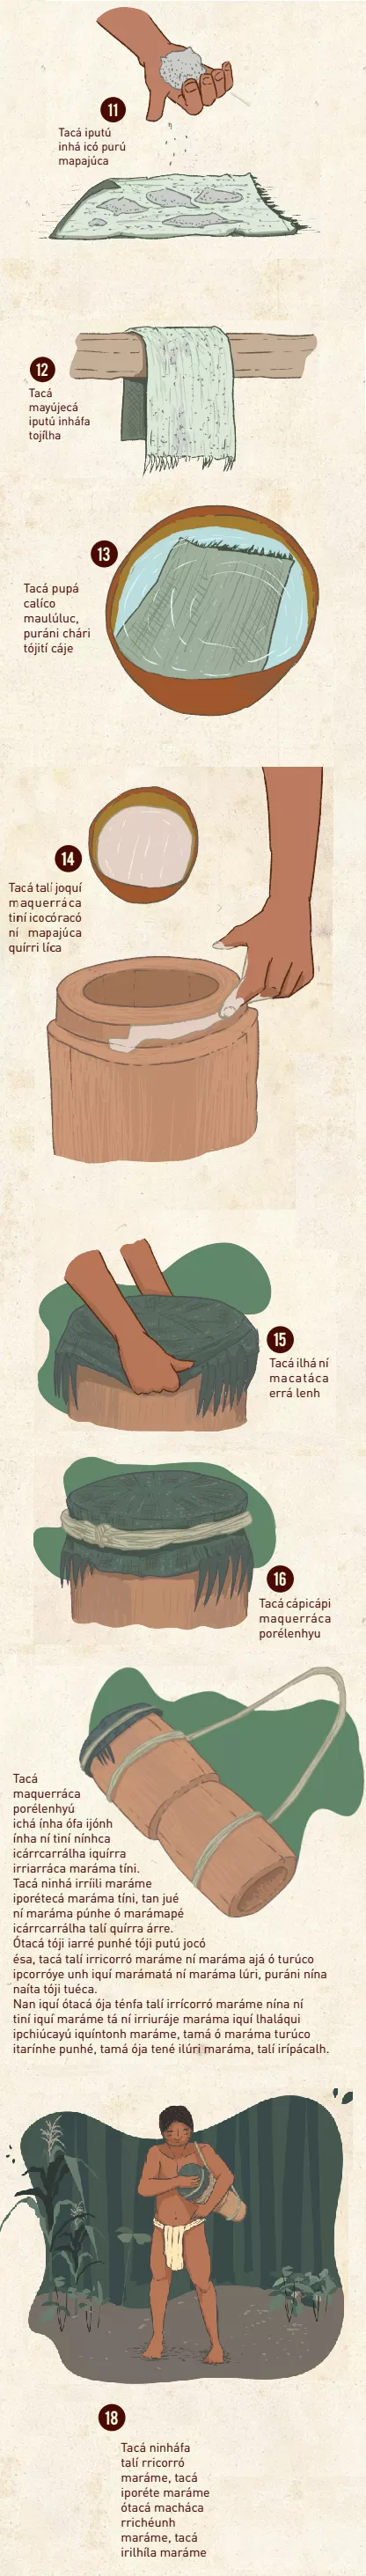 11
Tacá iputú
inhá icó purú
mapajúca
12
Tacá
mayújecá
iputú inháfa
tojílha
13
Tacá pupá
calíco
maulúluc,
puráni chári
tójití cáje
14
Tacá talí joquí
maquerráca
tiní icocóracó
ní mapajúca
quírri líca
15
Tacá ilhá ní
macatáca
errá lenh
16
Tacá cápicápi
maquerráca
porélenhyu
Tacá
maquerráca
porélenhyú
ichá ínha ófa ijónh
ínha ní tiní nínhca
icárrcarrálha iquírra
irriarráca maráma tíni.
Tacá ninhá irríili maráme
iporétecá maráma tíni, tan jué
ní maráma púnhe ó marámapé
icárrcarrálha talí quírra árre.
Ótacá tóji iarré punhé tóji putú jocó
ésa, tacá talí irricorró maráme ní maráma ajá ó turúco
ipcorróye unh iquí marámatá ní maráma lúri, puráni nína
naíta tóji tuéca.
Nan iquí ótacá ója ténfa talí irrícorró maráme nína ní
tiní iquí maráme tá ní irriuráje maráma iquí lhaláqui
ipchiúcayú iquíntonh maráme, tamá ó maráma turúco
itarínhe punhé, tamá ója tené ilúri maráma, talí irípácalh.
18
Tacá ninháfa
talí rricorró
maráme, tacá
iporéte maráme
ótacá macháca
rrichéunh
maráme, tacá
irilhíla maráme